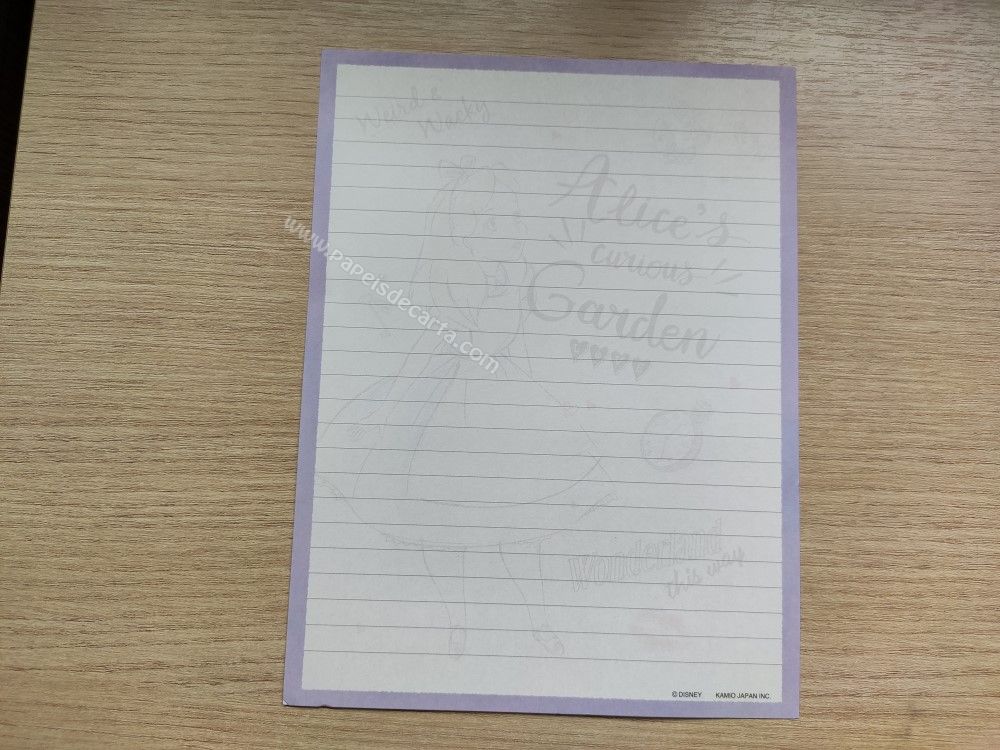 Weird &
Wacky
Alice's
curious
Garden
www.papeisdecarta.com
Wonderland
this way
© DISNEY KAMIO JAPAN INC.